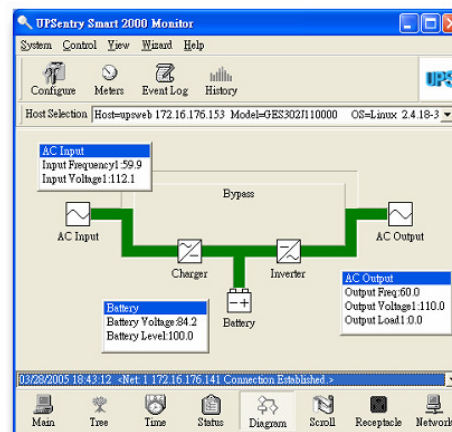 UPSentry Smart 2000 Monitor
System Control View Wizard Help
Configure Meters Event Log History
UPS
Host Selection Host=upsweb 172.16.176.153 Model=GES302J110000 OS=Linux 2.4.18-3
AC Input
Input Frequency1:59.9
Input Voltage1:112.1
Bypass
AC Input
AC Output
Charger
Inverter
AC Output
Output Freq:60.0
Output Voltage1:110.0
Output Load1:0.0
Battery
Battery Voltage:84.2
Battery Level:100.0
Battery
03/28/2005 18:43:12 <Net: 1 172.16.176.141 Connection Established.>
Main Tree Time Status Diagram Scroll Receptacle Network